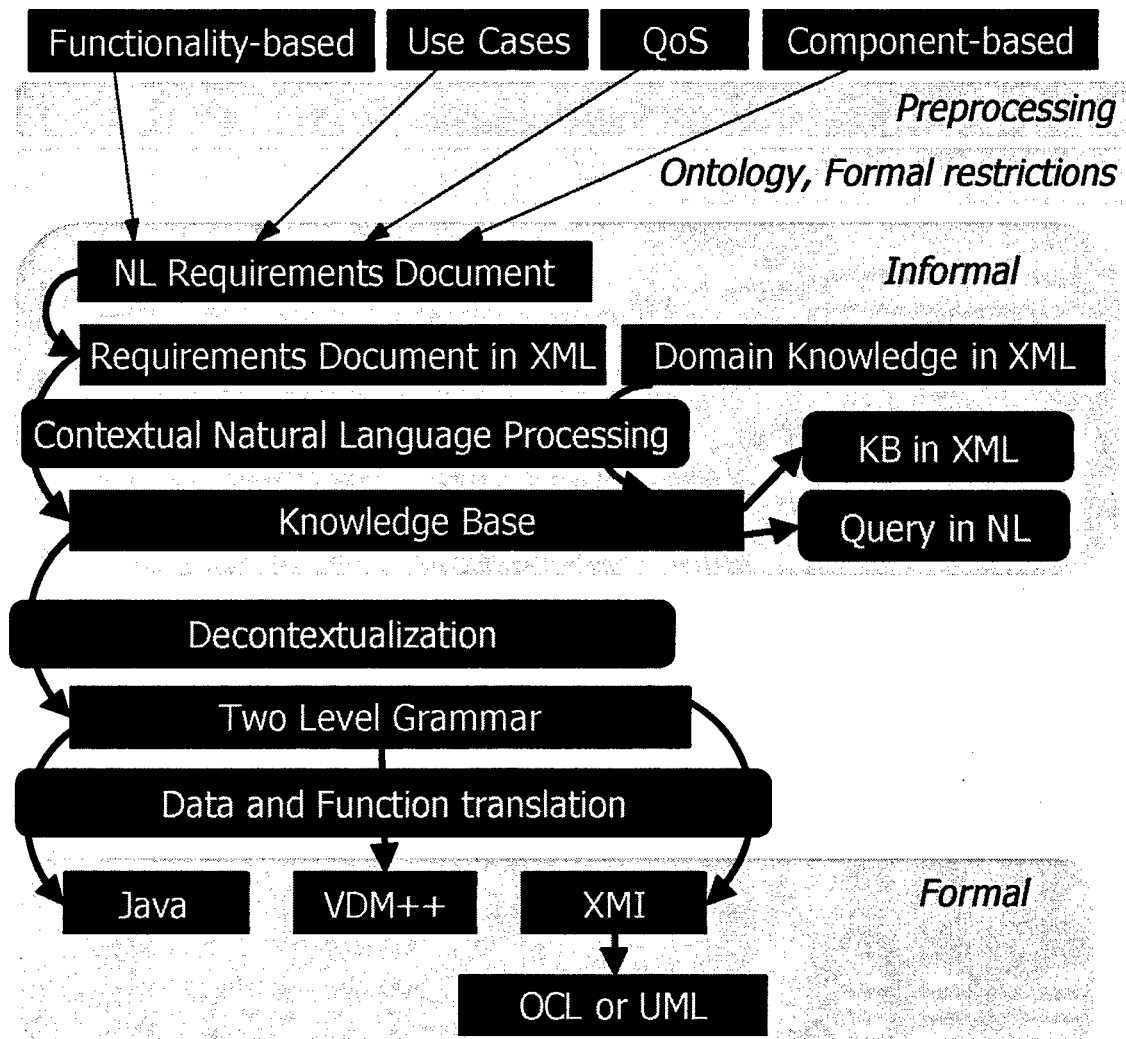 Functionality-based
Use Cases
QoS
Component-based
Preprocessing
Ontology, Formal restrictions
NL Requirements Document
Informal
Requirements Document in XML
Domain Knowledge in XML
Contextual Natural Language Processing
KB in XML
Knowledge Base
Query in NL
Decontextualization
Two Level Grammar
Data and Function translation
Formal
Java
VDM++
XMI
OCL or UML